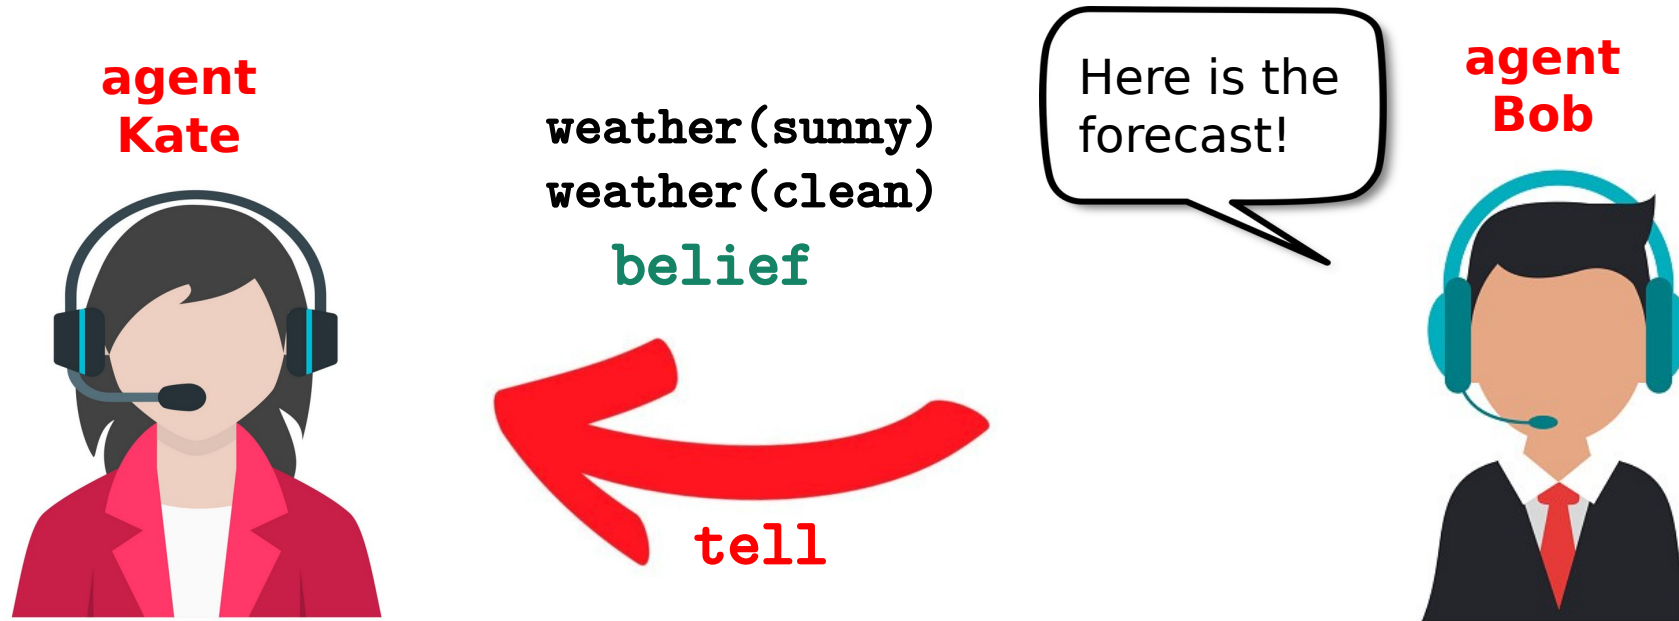 agent
Kate
weather(sunny)
weather(clean)
belief
tell
Here is the
forecast!
agent
Bob